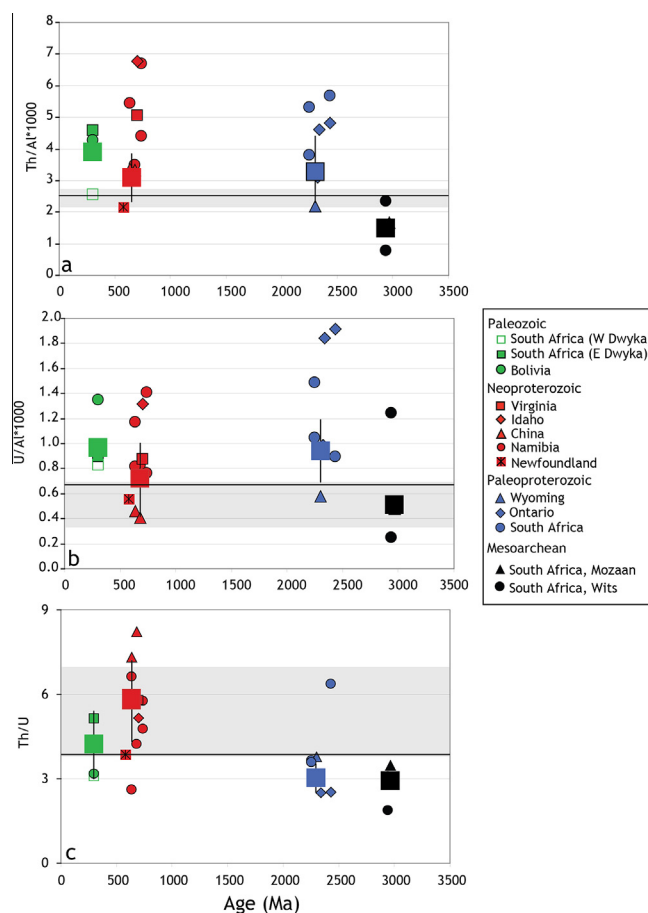 8
7
6
5
4
3
2
1
0
Th/Al*1000
a
0 500 1000 1500 2000 2500 3000 3500
2.0
1.8
1.6
1.4
1.2
1.0
0.8
0.6
0.4
0.2
0.0
U/Al*1000
b
0 500 1000 1500 2000 2500 3000 3500
9
6
3
0
Th/U
c
0 500 1000 1500 2000 2500 3000 3500
Age (Ma)
Paleozoic
South Africa (W Dwyka
South Africa (E Dwyka)
Bolivia
Neoproterozoic
Virginia
Idaho
China
Namibia
Newfoundland
Paleoproterozoic
Wyoming
Ontario
South Africa
Mesoarchean
South Africa, Mozaan
South Africa, Wits